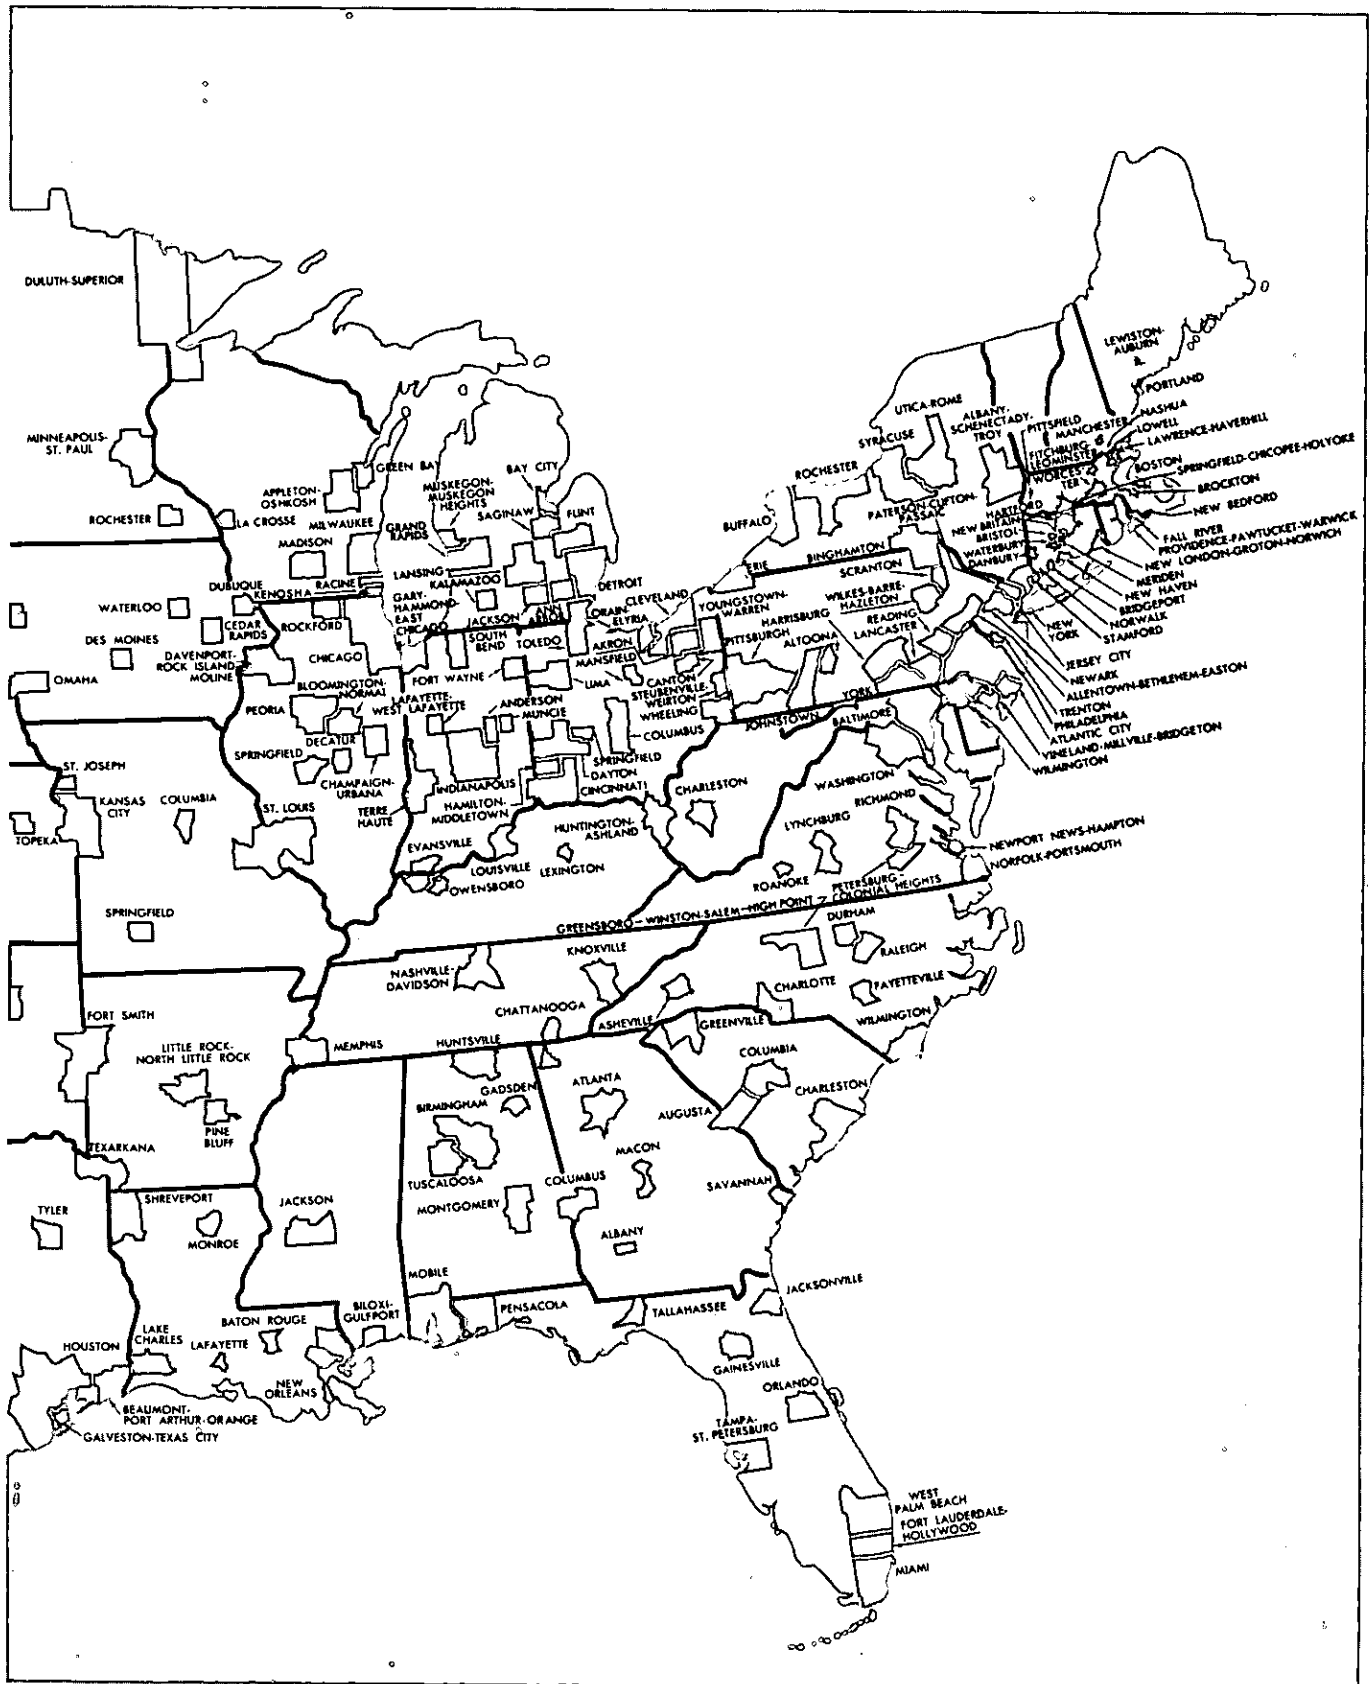 DULUTH-SUPERIOR
MINNEAPOLIS-
ST. PAUL
ROCHESTER
LA CROSSE
APPLETON-
OSHKOSH
GREEN BAY
MUSKEGON-
MUSKEGON
HEIGHTS
BAY CITY
MILWAUKEE
GRAND
RAPIDS
SAGINAW
FLINT
MADISON
LANSING
KALAMAZOO
DETROIT
DUBUQUE
RACINE
KENOSHA
GARY-
HAMMOND-
EAST
CHICAGO
JACKSON
ANN
ARBOR
LORAIN-
ELYRIA
CLEVELAND
WATERLOO
CEDAR
RAPIDS
ROCKFORD
SOUTH
BEND
TOLEDO
AKRON
DES MOINES
DAVENPORT-
ROCK ISLAND
MOLINE
CHICAGO
FORT WAYNE
MANSFIELD
LIMA
CANTON
OMAHA
BLOOMINGTON-
NORMAL
WEST
LAFAYETTE-
LAFAYETTE
ANDERSON
MUNCIE
STEUBENVILLE-
WEIRTON
WHEELING
PEORIA
DECATUR
SPRINGFIELD
COLUMBUS
SPRINGFIELD
DAYTON
CHAMPAIGN-
URBANA
INDIANAPOLIS
CINCINNATI
ST. JOSEPH
KANSAS
CITY
COLUMBIA
ST. LOUIS
TERRE
HAUTE
HAMILTON-
MIDDLETOWN
TOPEKA
EVANSVILLE
LOUISVILLE
LEXINGTON
HUNTINGTON-
ASHLAND
CHARLESTON
OWENSBORO
SPRINGFIELD
LEWISTON-
AUBURN
PORTLAND
UTICA-ROME
ALBANY-
SCHENECTADY-
TROY
PITTSFIELD
MANCHESTER
NASHUA
LOWELL
LAWRENCE-HAVERHILL
SYRACUSE
FITCHBURG
LEOMINSTER
WORCES-
TER
BOSTON
SPRINGFIELD-CHICOPEE-HOLYOKE
BROCKTON
NEW BEDFORD
ROCHESTER
PATERSON-CLIFTON-
PASSAIC
HARTFORD
NEW BRITAIN
BRISTOL
WATERBURY
DANBURY
FALL RIVER
PROVIDENCE-PAWTUCKET-WARWICK
NEW LONDON-GROTON-NORWICH
MERIDEN
NEW HAVEN
BRIDGEPORT
NORWALK
STAMFORD
BUFFALO
ERIE
BINGHAMTON
SCRANTON
YOUNGSTOWN-
WARREN
WILKES-BARRE-
HAZLETON
HARRISBURG
READING
LANCASTER
NEW
YORK
JERSEY CITY
NEWARK
ALLENTOWN-BETHLEHEM-EASTON
TRENTON
PHILADELPHIA
ATLANTIC CITY
VINELAND-MILLVILLE-BRIDGETON
WILMINGTON
PITTSBURGH
ALTOONA
YORK
JOHNSTOWN
BALTIMORE
WASHINGTON
RICHMOND
LYNCHBURG
NEWPORT NEWS-HAMPTON
NORFOLK-PORTSMOUTH
ROANOKE
PETERSBURG-
COLONIAL HEIGHTS
GREENSBORO-WINSTON-SALEM-HIGH POINT
DURHAM
RALEIGH
KNOXVILLE
NASHVILLE-
DAVIDSON
CHARLOTTE
FAYETTEVILLE
CHATTANOOGA
ASHEVILLE
GREENVILLE
WILMINGTON
FORT SMITH
LITTLE ROCK-
NORTH LITTLE ROCK
MEMPHIS
HUNTSVILLE
COLUMBIA
GADSDEN
ATLANTA
BIRMINGHAM
AUGUSTA
CHARLESTON
PINE
BLUFF
TEXARKANA
MACON
TUSCALOOSA
COLUMBUS
SAVANNAH
SHREVEPORT
JACKSON
MONTGOMERY
TYLER
MONROE
ALBANY
MOBILE
JACKSONVILLE
BILOXI-
GULFPORT
PENSACOLA
TALLAHASSEE
BATON ROUGE
LAKE
CHARLES
LAFAYETTE
HOUSTON
GAINESVILLE
NEW
ORLEANS
ORLANDO
BEAUMONT-
PORT ARTHUR-ORANGE
GALVESTON-TEXAS CITY
TAMPA-
ST. PETERSBURG
WEST
PALM BEACH
FORT LAUDERDALE-
HOLLYWOOD
MIAMI